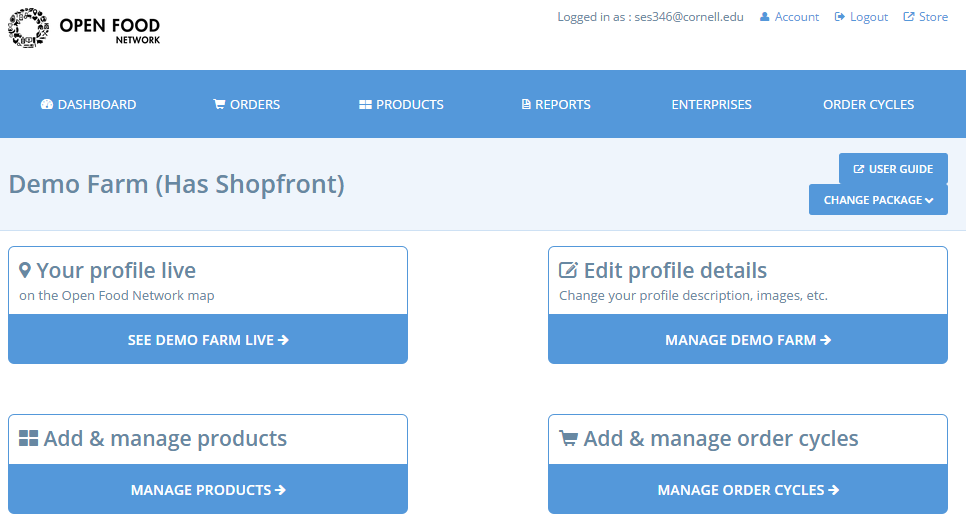 OPEN FOOD
NETWORK
Logged in as : ses346@cornell.edu Account Logout Store
DASHBOARD ORDERS PRODUCTS REPORTS ENTERPRISES ORDER CYCLES
Demo Farm (Has Shopfront)
USER GUIDE
CHANGE PACKAGE
Your profile live
on the Open Food Network map
SEE DEMO FARM LIVE
Edit profile details
Change your profile description, images, etc.
MANAGE DEMO FARM
Add & manage products
MANAGE PRODUCTS
Add & manage order cycles
MANAGE ORDER CYCLES